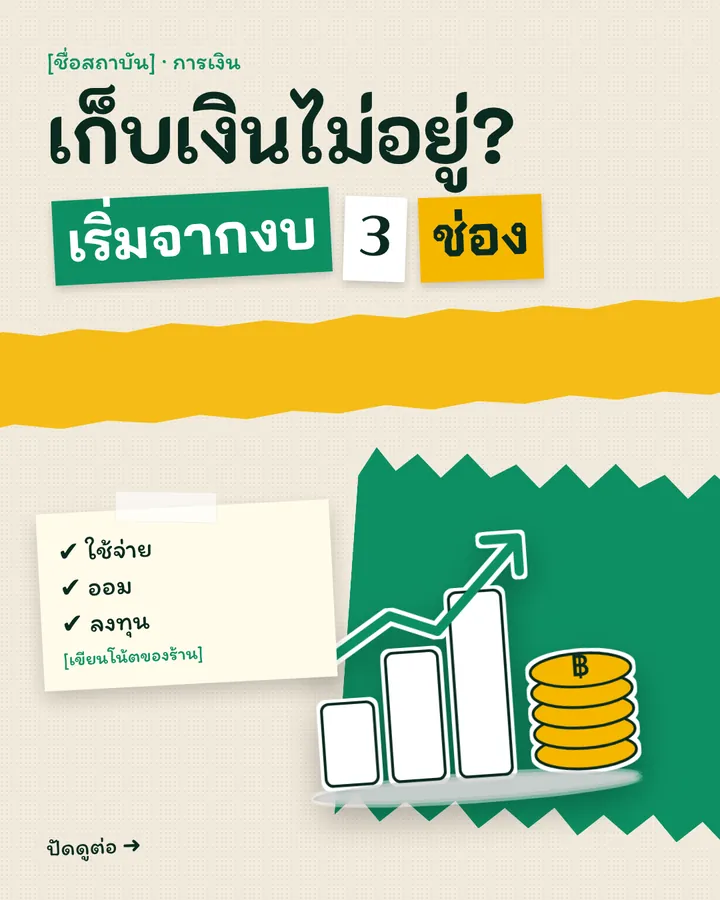 [ชื่อสถาบัน] · การเงิน
เก็บเงินไม่อยู่?
เริ่มจากงบ 3 ช่อง
✔ ใช้จ่าย
✔ ออม
✔ ลงทุน
[เขียนโน้ตของร้าน]
฿
ปัดดูต่อ →